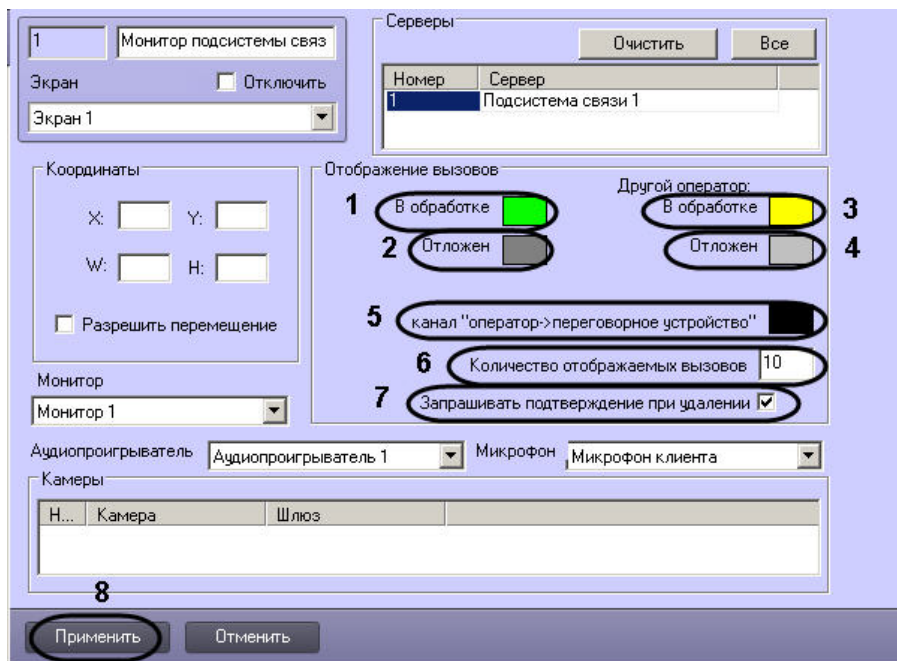 1 Монитор подсистемы связ
Экран Отключить
Экран 1
Серверы
Очистить Все
Номер Сервер
1 Подсистема связи 1
Координаты
X: Y:
W: H:
Разрешить перемещение
Монитор
Монитор 1
Отображение вызовов
Другой оператор:
1 В обработке В обработке 3
2 Отложен Отложен 4
5 канал "оператор->переговорное устройство"
6 Количество отображаемых вызовов 10
7 Запрашивать подтверждение при удалении
Аудиопроигрыватель Аудиопроигрыватель 1 Микрофон Микрофон клиента
Камеры
Н... Камера Шлюз
8
Применить Отменить